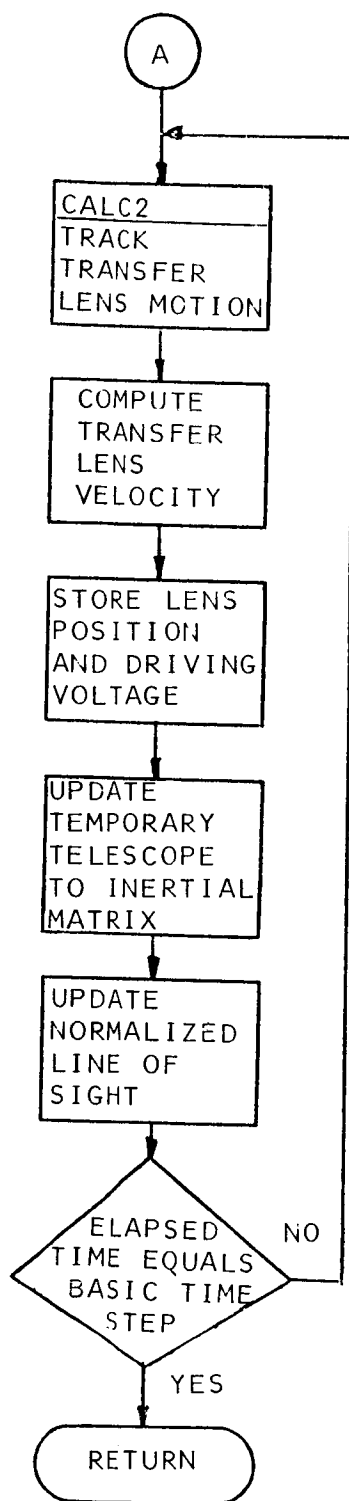 A
CALC2
TRACK
TRANSFER
LENS MOTION
COMPUTE
TRANSFER
LENS
VELOCITY
STORE LENS
POSITION
AND DRIVING
VOLTAGE
UPDATE
TEMPORARY
TELESCOPE
TO INERTIAL
MATRIX
UPDATE
NORMALIZED
LINE OF
SIGHT
ELAPSED
TIME EQUALS
BASIC TIME
STEP
NO
YES
RETURN